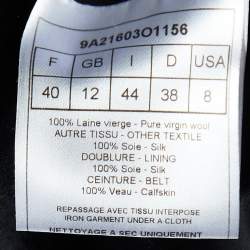 9A21603O1156
F GB I D USA
40 12 44 38 8
100% Laine vierge - Pure virgin wool
AUTRE TISSU - OTHER TEXTILE
100% Soie - Silk
DOUBLURE - LINING
100% Soie - Silk
CEINTURE - BELT
100% Veau - Calfskin
REPASSAGE AVEC TISSU INTERPOSE
IRON GARMENT UNDER A CLOTH
NETTOYAGE A SEC UNIQUEMENT